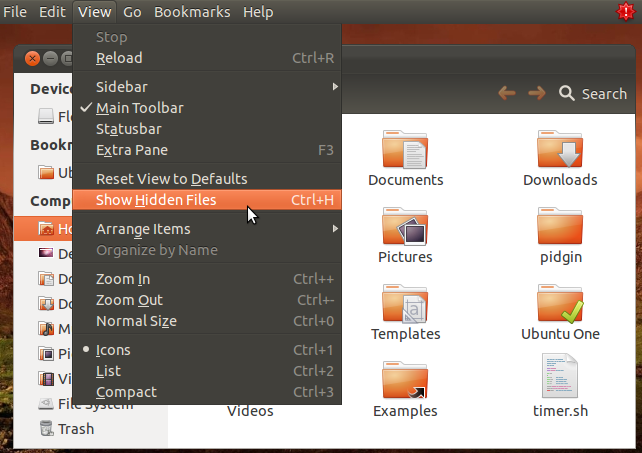 File Edit View Go Bookmarks Help
Stop
Reload Ctrl+R
Sidebar
Main Toolbar
Statusbar
Extra Pane F3
Reset View to Defaults
Show Hidden Files Ctrl+H
Arrange Items
Organize by Name
Zoom In Ctrl++
Zoom Out Ctrl+-
Normal Size Ctrl+0
Icons Ctrl+1
List Ctrl+2
Compact Ctrl+3
Search
Devic
Fl
Bookm
Ub
Comp
Ho
De
Do
Do
M
Pi
Vi
File System
Trash
Documents
Downloads
Pictures
pidgin
Templates
Ubuntu One
Videos
Examples
timer.sh